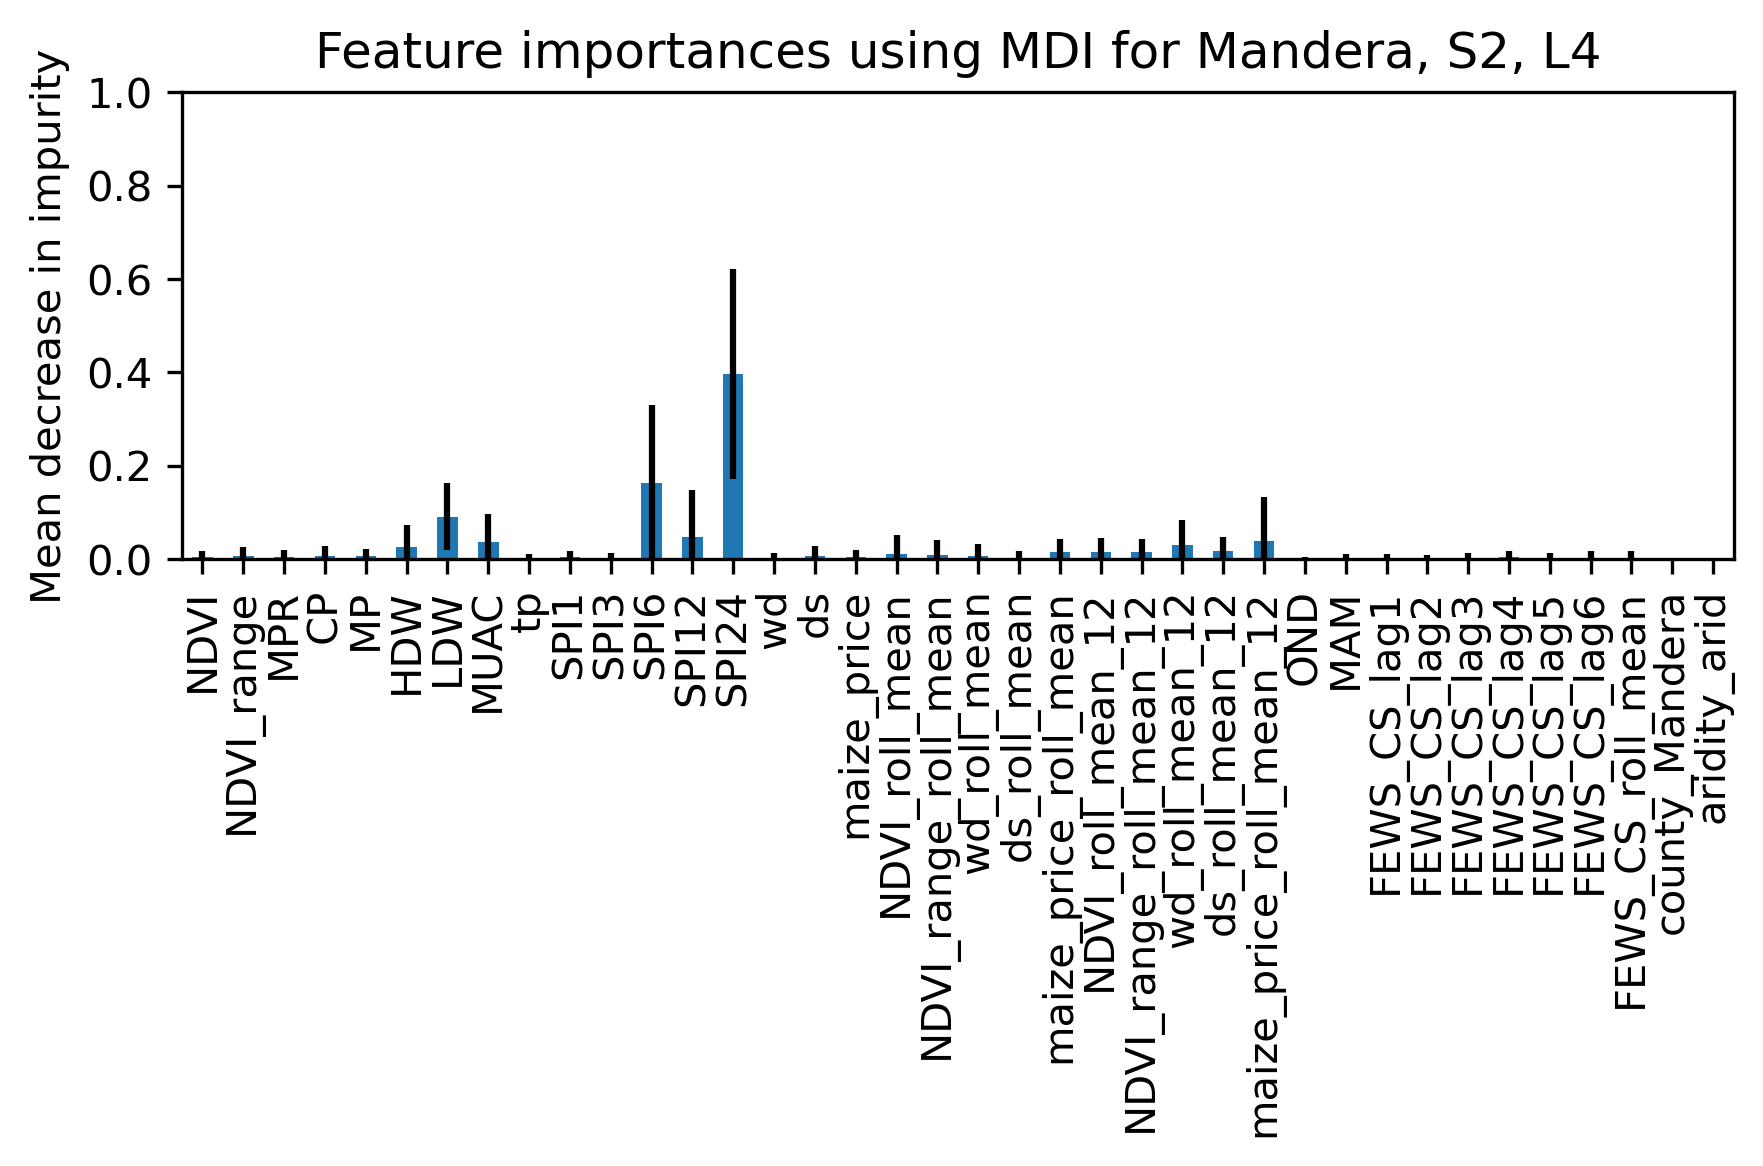 Feature importances using MDI for Mandera, S2, L4
Mean decrease in impurity
1.0
0.8
0.6
0.4
0.2
0.0
NDVI
NDVI_range
MPR
CP
MP
HDW
LDW
MUAC
tp
SPI1
SPI3
SPI6
SPI12
SPI24
wd
ds
maize_price
NDVI_roll_mean
NDVI_range_roll_mean
wd_roll_mean
ds_roll_mean
maize_price_roll_mean
NDVI_roll_mean_12
NDVI_range_roll_mean_12
wd_roll_mean_12
ds_roll_mean_12
maize_price_roll_mean_12
OND
MAM
FEWS_CS_lag1
FEWS_CS_lag2
FEWS_CS_lag3
FEWS_CS_lag4
FEWS_CS_lag5
FEWS_CS_lag6
FEWS_CS_roll_mean
county_Mandera
aridity_arid